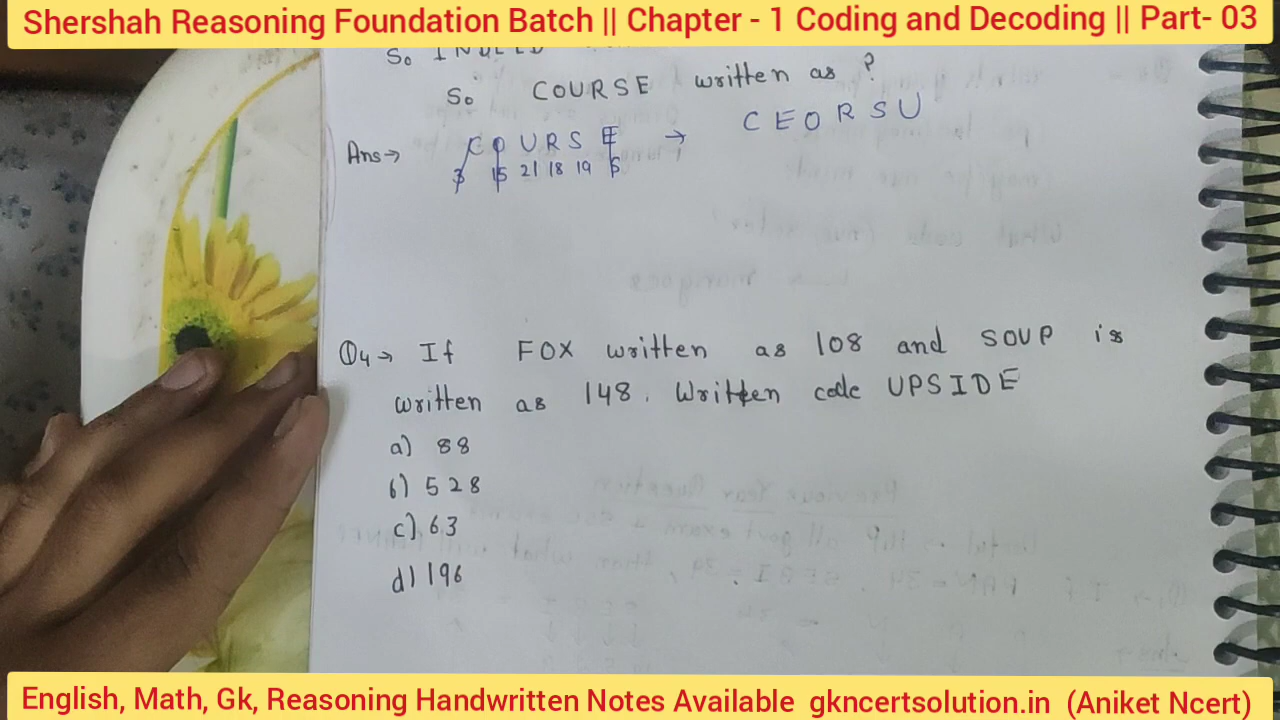 Shershah Reasoning Foundation Batch || Chapter - 1 Coding and Decoding || Part- 03
So
So COURSE written as ?
Ans→ COURSE → CEORSU
3 15 21 18 19 5
Q4→ If FOX written as 108 and SOUP is
written as 148. Written code UPSIDE
a) 88
b) 528
c) 63
d) 196
English, Math, Gk, Reasoning Handwritten Notes Available gkncertsolution.in (Aniket Ncert)